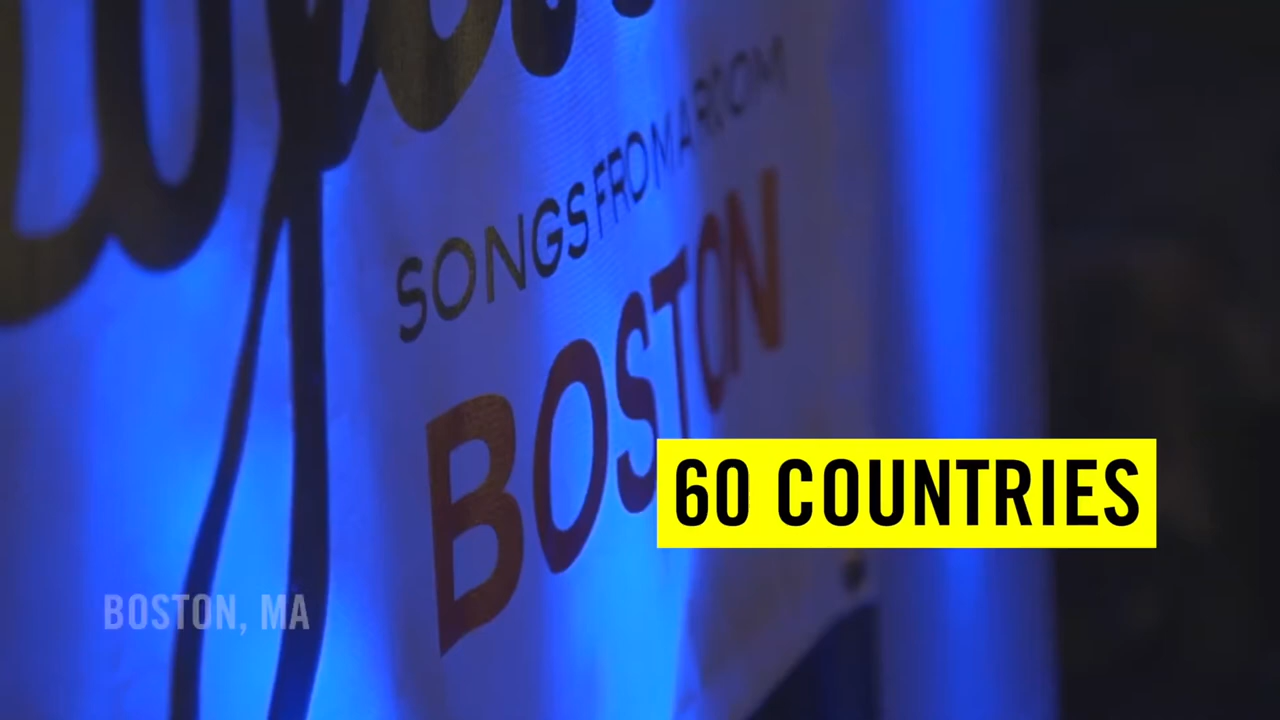 SONGS FROM A ROOM
BOSTON
60 COUNTRIES
BOSTON, MA